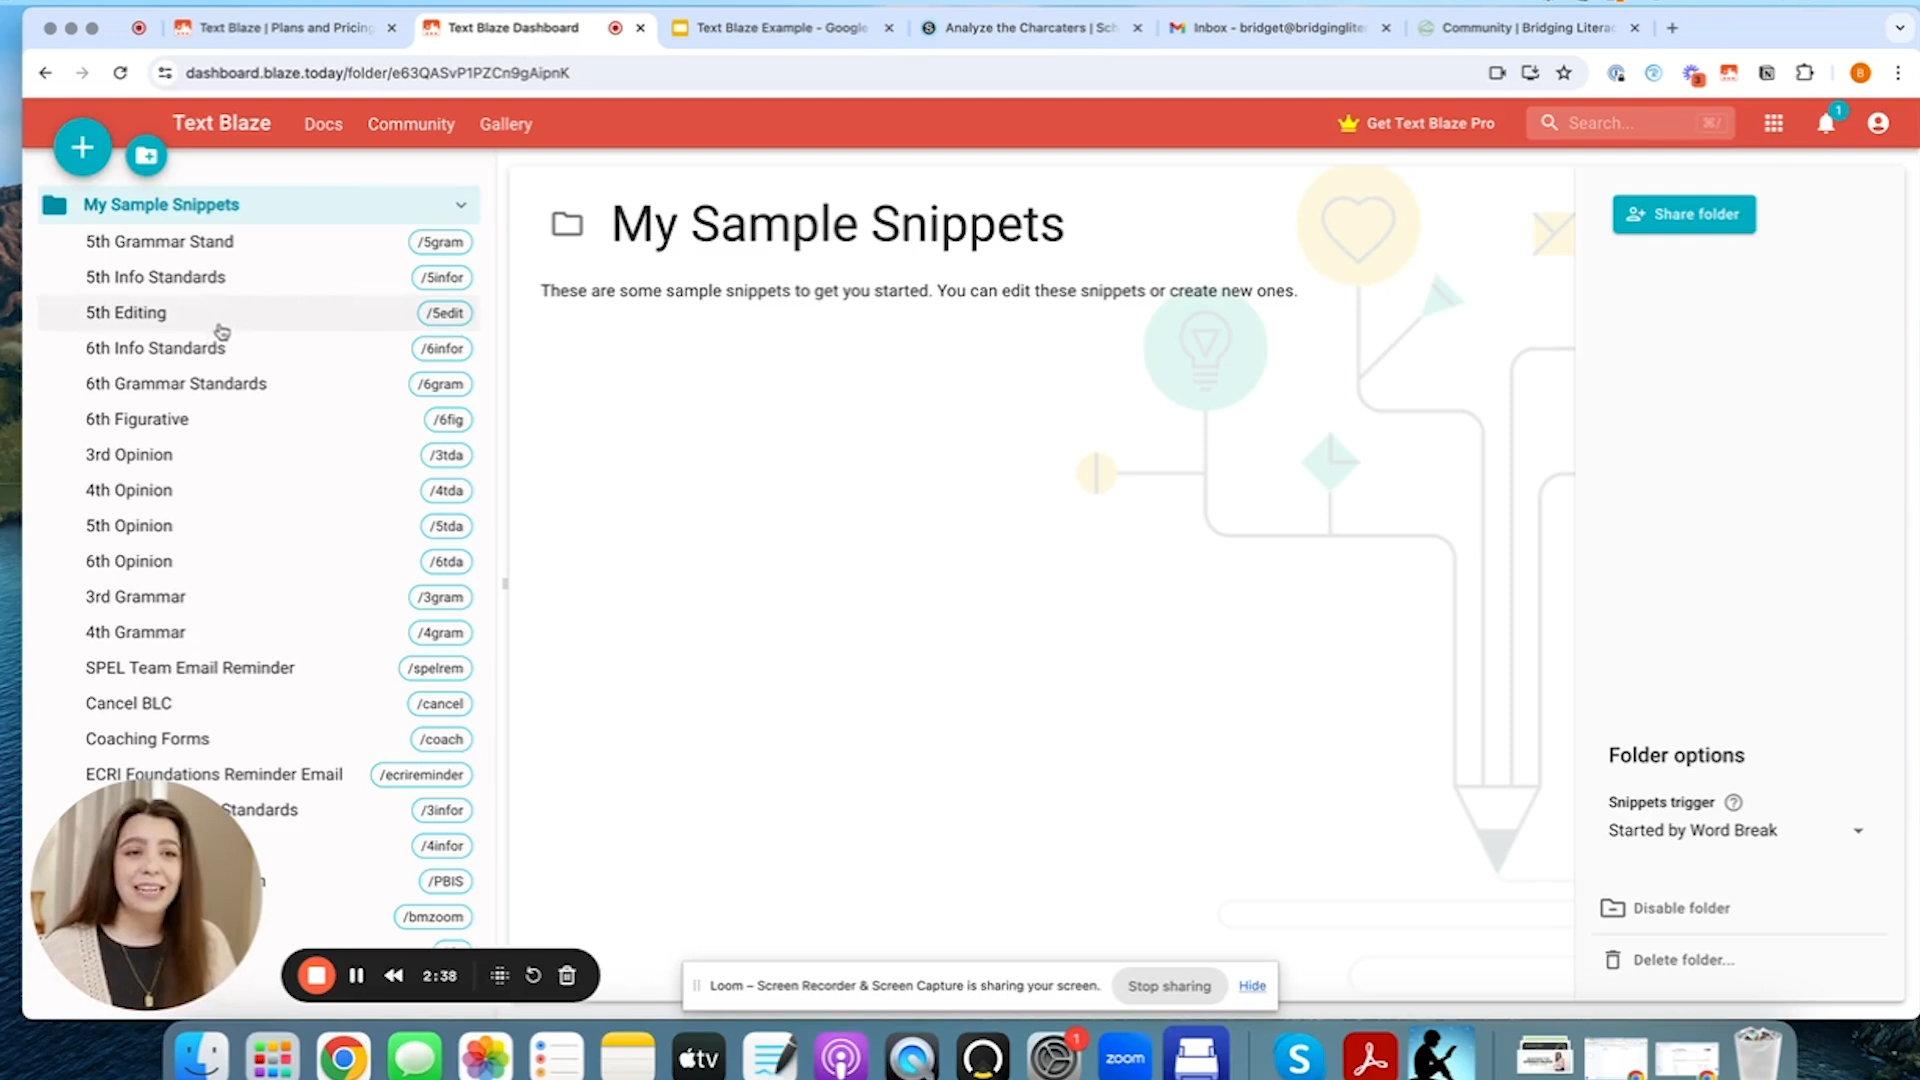 Text Blaze | Plans and Pricing
Text Blaze Dashboard
Text Blaze Example - Google
Analyze the Charcaters | Sch
Inbox - bridget@bridginglite
Community | Bridging Literac
dashboard.blaze.today/folder/e63QASvP1PZCn9gAipnK
3
B
Text Blaze
Docs
Community
Gallery
Get Text Blaze Pro
Search...
⌘/
1
My Sample Snippets
5th Grammar Stand /5gram
5th Info Standards /5infor
5th Editing /5edit
6th Info Standards /6infor
6th Grammar Standards /6gram
6th Figurative /6fig
3rd Opinion /3tda
4th Opinion /4tda
5th Opinion /5tda
6th Opinion /6tda
3rd Grammar /3gram
4th Grammar /4gram
SPEL Team Email Reminder /spelrem
Cancel BLC /cancel
Coaching Forms /coach
ECRI Foundations Reminder Email /ecrireminder
Standards /3infor
/4infor
/PBIS
/bmzoom
My Sample Snippets
These are some sample snippets to get you started. You can edit these snippets or create new ones.
Share folder
Folder options
Snippets trigger
Started by Word Break
Disable folder
Delete folder...
2:38
Loom – Screen Recorder & Screen Capture is sharing your screen.
Stop sharing
Hide
tv
1
zoom
S